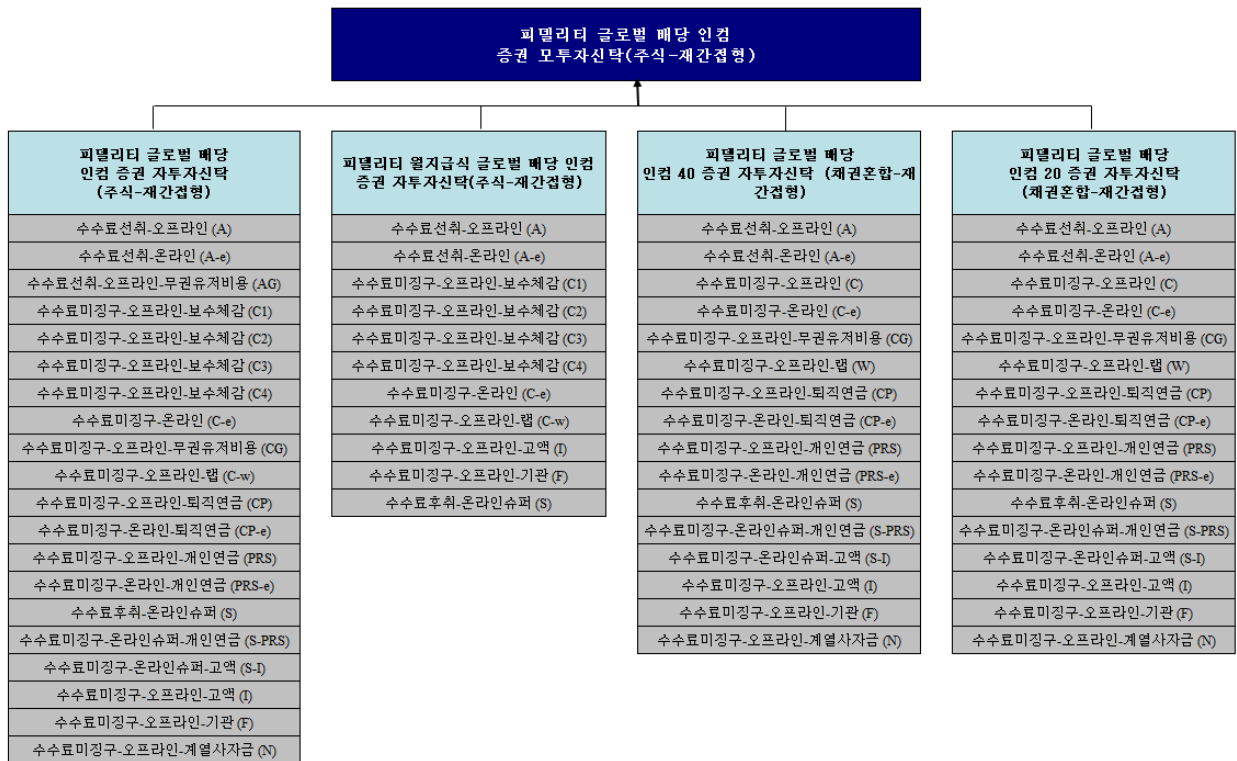 피델리티 글로벌 배당 인컴
증권 모투자신탁(주식-재간접형)
피델리티 글로벌 배당
인컴 증권 자투자신탁
(주식-재간접형)
수수료선취-오프라인 (A)
수수료선취-온라인 (A-e)
수수료선취-오프라인-무권유저비용 (AG)
수수료미징구-오프라인-보수체감 (C1)
수수료미징구-오프라인-보수체감 (C2)
수수료미징구-오프라인-보수체감 (C3)
수수료미징구-오프라인-보수체감 (C4)
수수료미징구-온라인 (C-e)
수수료미징구-오프라인-무권유저비용 (CG)
수수료미징구-오프라인-랩 (C-w)
수수료미징구-오프라인-퇴직연금 (CP)
수수료미징구-온라인-퇴직연금 (CP-e)
수수료미징구-오프라인-개인연금 (PRS)
수수료미징구-온라인-개인연금 (PRS-e)
수수료후취-온라인슈퍼 (S)
수수료미징구-온라인슈퍼-개인연금 (S-PRS)
수수료미징구-온라인슈퍼-고액 (S-I)
수수료미징구-오프라인-고액 (I)
수수료미징구-오프라인-기관 (F)
수수료미징구-오프라인-계열사자금 (N)
피델리티 월지급식 글로벌 배당 인컴
증권 자투자신탁(주식-재간접형)
수수료선취-오프라인 (A)
수수료선취-온라인 (A-e)
수수료미징구-오프라인-보수체감 (C1)
수수료미징구-오프라인-보수체감 (C2)
수수료미징구-오프라인-보수체감 (C3)
수수료미징구-오프라인-보수체감 (C4)
수수료미징구-온라인 (C-e)
수수료미징구-오프라인-랩 (C-w)
수수료미징구-오프라인-고액 (I)
수수료미징구-오프라인-기관 (F)
수수료후취-온라인슈퍼 (S)
피델리티 글로벌 배당
인컴 40 증권 자투자신탁 (채권혼합-재
간접형)
수수료선취-오프라인 (A)
수수료선취-온라인 (A-e)
수수료미징구-오프라인 (C)
수수료미징구-온라인 (C-e)
수수료미징구-오프라인-무권유저비용 (CG)
수수료미징구-오프라인-랩 (W)
수수료미징구-오프라인-퇴직연금 (CP)
수수료미징구-온라인-퇴직연금 (CP-e)
수수료미징구-오프라인-개인연금 (PRS)
수수료미징구-온라인-개인연금 (PRS-e)
수수료후취-온라인슈퍼 (S)
수수료미징구-온라인슈퍼-개인연금 (S-PRS)
수수료미징구-온라인슈퍼-고액 (S-I)
수수료미징구-오프라인-고액 (I)
수수료미징구-오프라인-기관 (F)
수수료미징구-오프라인-계열사자금 (N)
피델리티 글로벌 배당
인컴 20 증권 자투자신탁
(채권혼합-재간접형)
수수료선취-오프라인 (A)
수수료선취-온라인 (A-e)
수수료미징구-오프라인 (C)
수수료미징구-온라인 (C-e)
수수료미징구-오프라인-무권유저비용 (CG)
수수료미징구-오프라인-랩 (W)
수수료미징구-오프라인-퇴직연금 (CP)
수수료미징구-온라인-퇴직연금 (CP-e)
수수료미징구-오프라인-개인연금 (PRS)
수수료미징구-온라인-개인연금 (PRS-e)
수수료후취-온라인슈퍼 (S)
수수료미징구-온라인슈퍼-개인연금 (S-PRS)
수수료미징구-온라인슈퍼-고액 (S-I)
수수료미징구-오프라인-고액 (I)
수수료미징구-오프라인-기관 (F)
수수료미징구-오프라인-계열사자금 (N)